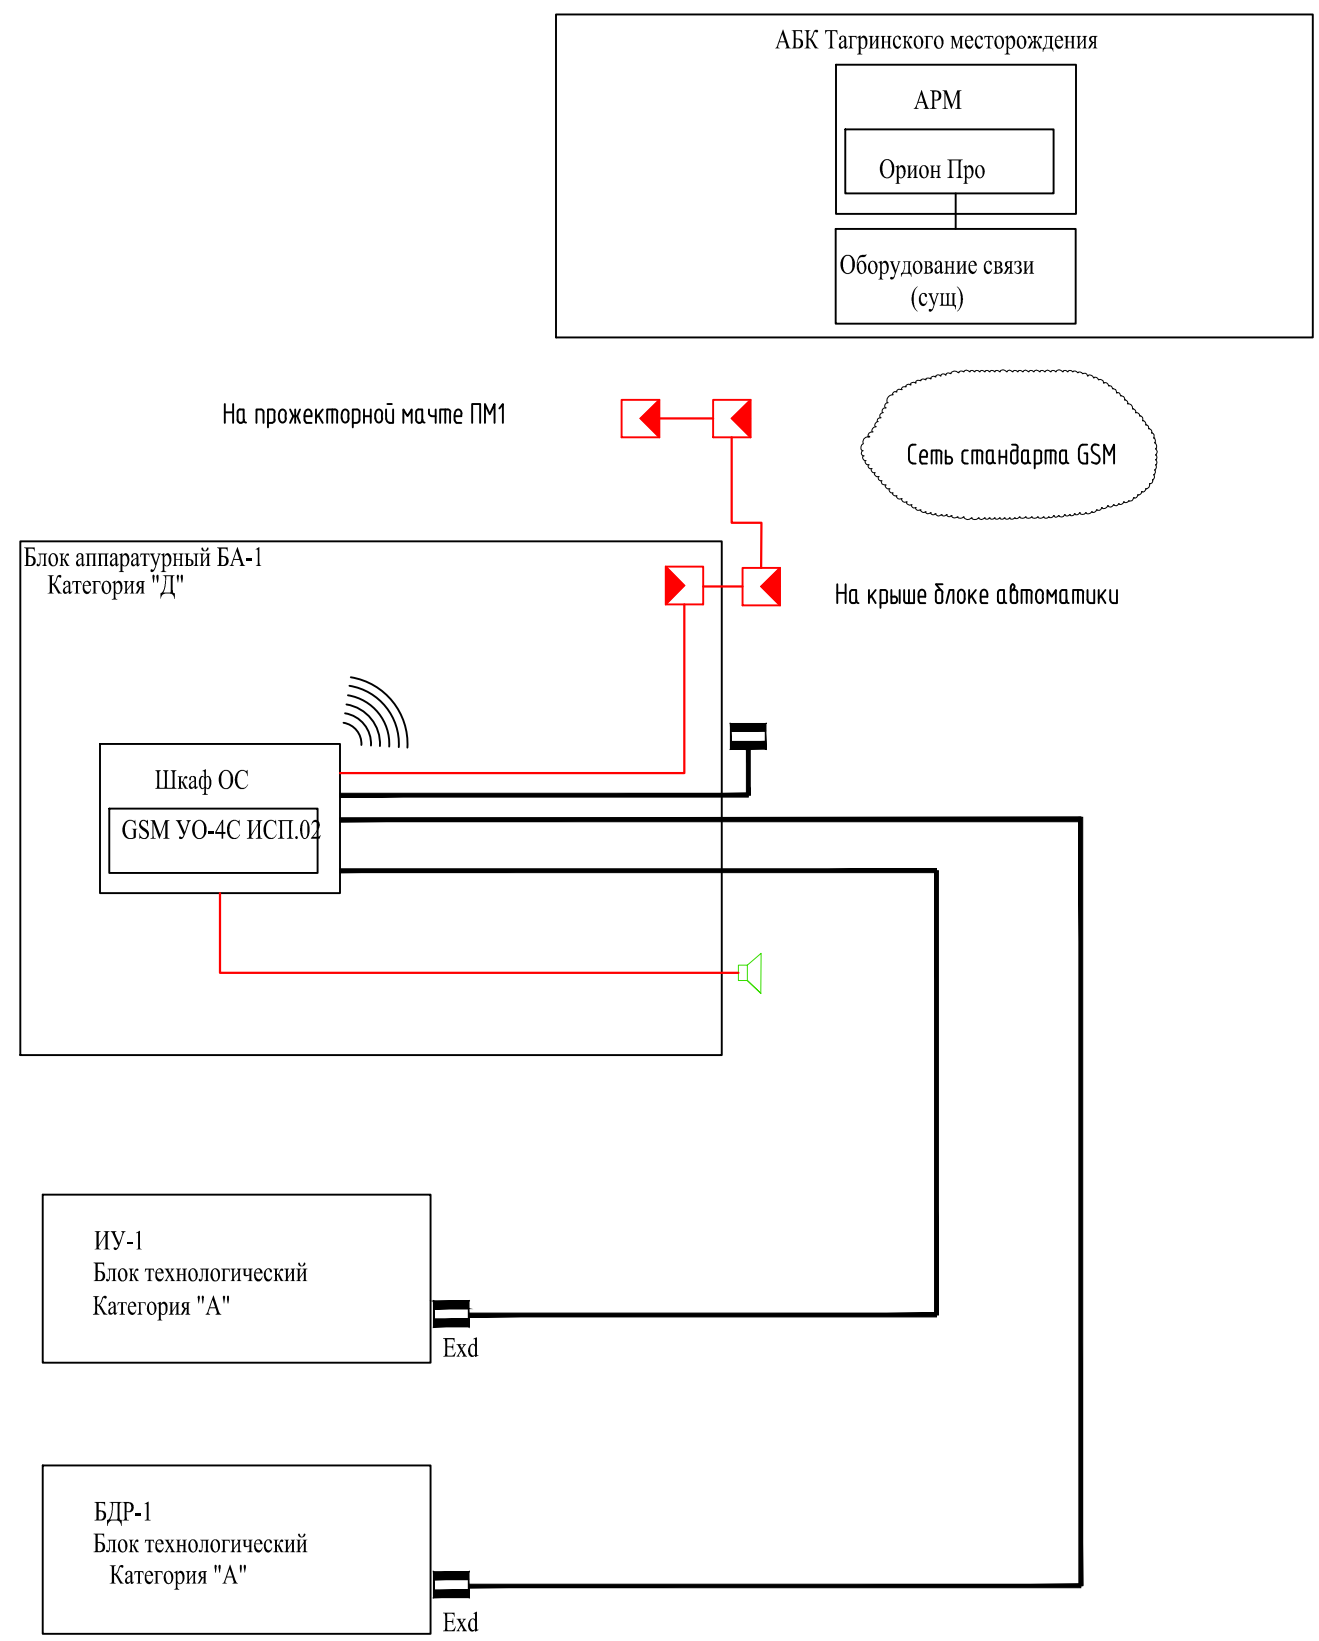 АБК Тагринского месторождения
АРМ
Орион Про
Оборудование связи
(сущ)
На прожекторной мачте ПМ1
Сеть стандарта GSM
Блок аппаратурный БА-1
Категория "Д"
На крыше блоке автоматики
Шкаф ОС
GSM УО-4С ИСП.02
ИУ-1
Блок технологический
Категория "А"
Exd
БДР-1
Блок технологический
Категория "А"
Exd